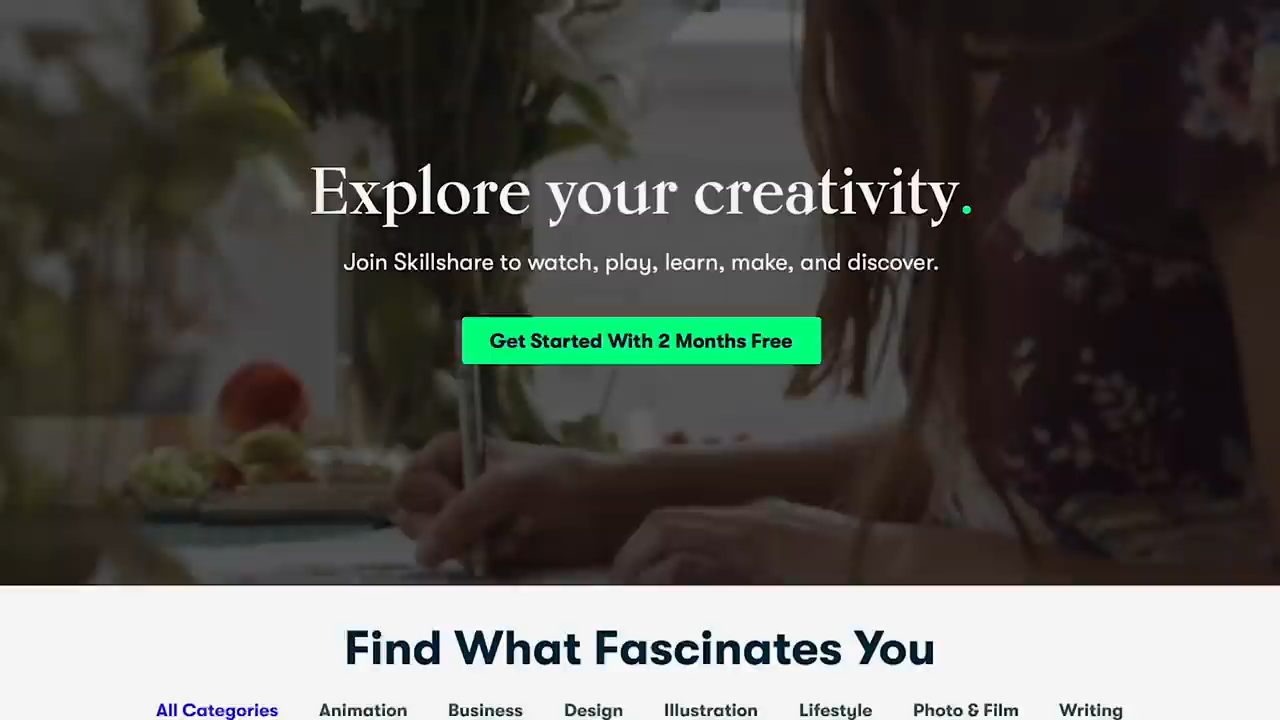 Explore your creativity.
Join Skillshare to watch, play, learn, make, and discover.
Get Started With 2 Months Free
Find What Fascinates You
All Categories Animation Business Design Illustration Lifestyle Photo & Film Writing